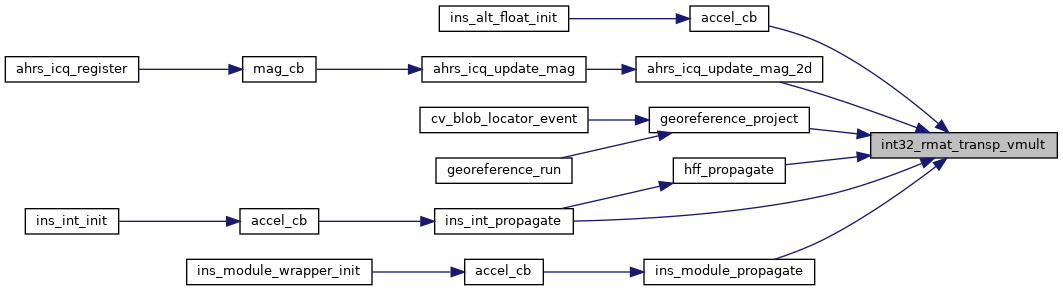 ins_alt_float_init
accel_cb
ahrs_icq_register
mag_cb
ahrs_icq_update_mag
ahrs_icq_update_mag_2d
cv_blob_locator_event
georeference_project
int32_rmat_transp_vmult
georeference_run
hff_propagate
ins_int_init
accel_cb
ins_int_propagate
ins_module_wrapper_init
accel_cb
ins_module_propagate